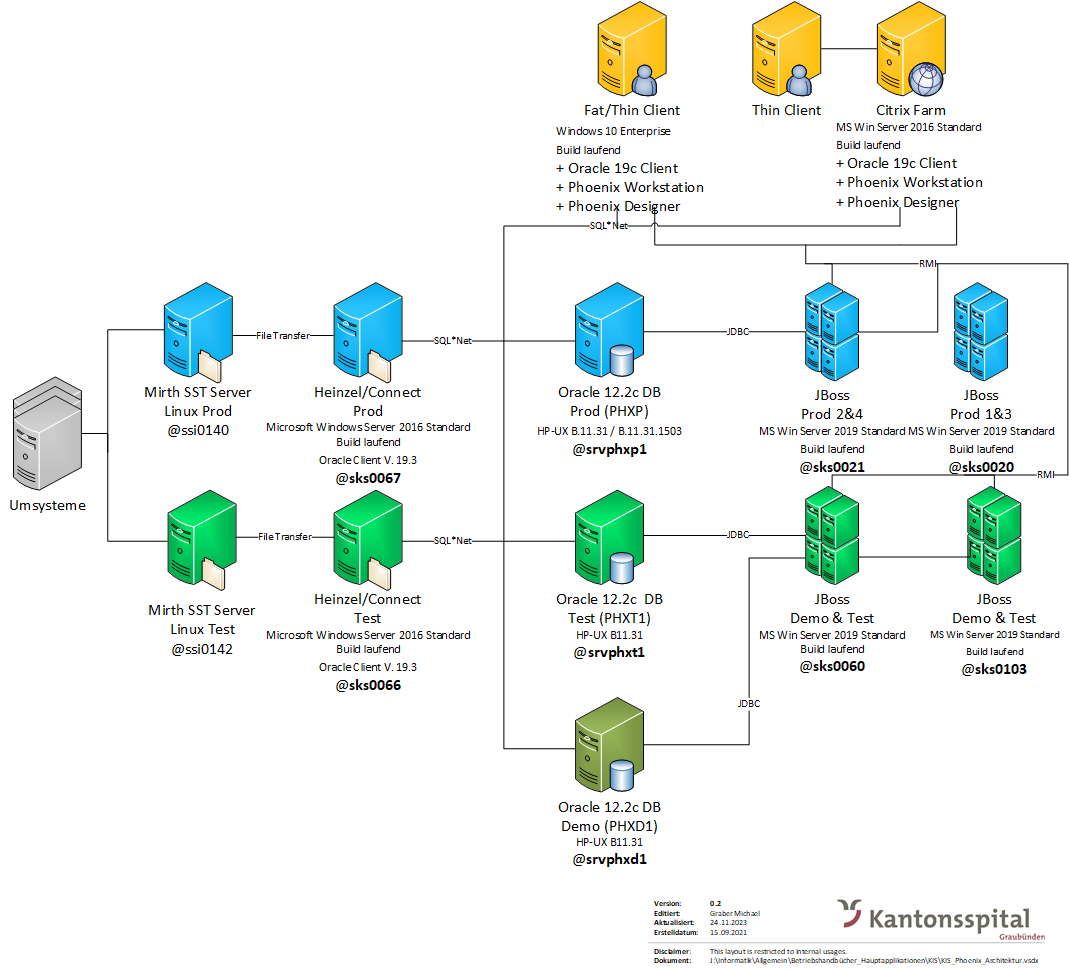 Fat/Thin Client
Windows 10 Enterprise
Build laufend
+ Oracle 19c Client
+ Phoenix Workstation
+ Phoenix Designer
Thin Client
Citrix Farm
MS Win Server 2016 Standard
Build laufend
+ Oracle 19c Client
+ Phoenix Workstation
+ Phoenix Designer
SQL*Net
RMI
Umsysteme
File Transfer
SQL*Net
JDBC
Mirth SST Server
Linux Prod
@ssi0140
Heinzel/Connect
Prod
Microsoft Windows Server 2016 Standard
Build laufend
Oracle Client V. 19.3
@sks0067
Oracle 12.2c DB
Prod (PHXP)
HP-UX B.11.31 / B.11.31.1503
@srvphxp1
JBoss
Prod 2&4
MS Win Server 2019 Standard
Build laufend
@sks0021
JBoss
Prod 1&3
MS Win Server 2019 Standard
Build laufend
@sks0020
RMI
File Transfer
SQL*Net
JDBC
Mirth SST Server
Linux Test
@ssi0142
Heinzel/Connect
Test
Microsoft Windows Server 2016 Standard
Build laufend
Oracle Client V. 19.3
@sks0066
Oracle 12.2c  DB
Test (PHXT1)
HP-UX B11.31
@srvphxt1
JBoss
Demo & Test
MS Win Server 2019 Standard
Build laufend
@sks0060
JBoss
Demo & Test
MS Win Server 2019 Standard
Build laufend
@sks0103
JDBC
Oracle 12.2c DB
Demo (PHXD1)
HP-UX B11.31
@srvphxd1
Version: 0.2
Editiert: Graber Michael
Aktualisiert: 24.11.2023
Erstelldatum: 15.09.2021
Kantonsspital
Graubünden
Disclaimer: This layout is restricted to internal usages.
Dokument: J:\Informatik\Allgemein\Betriebshandbücher_Hauptapplikationen\KIS\KIS_Phoenix_Architektur.vsdx